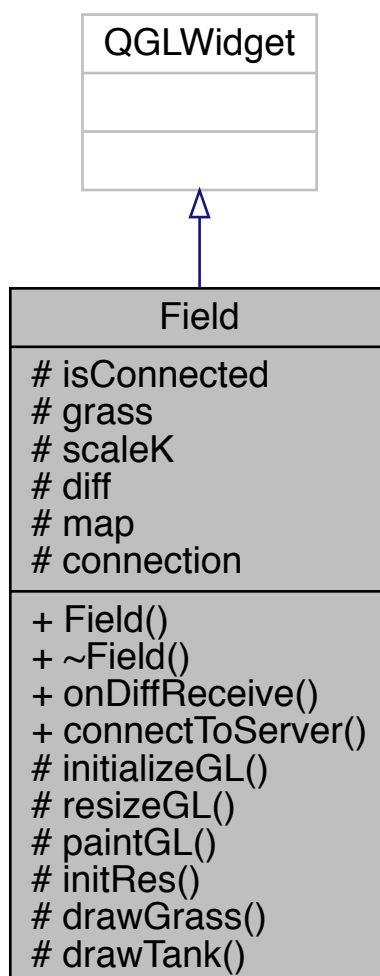 QGLWidget
Field
# isConnected
# grass
# scaleK
# diff
# map
# connection
+ Field()
+ ~Field()
+ onDiffReceive()
+ connectToServer()
# initializeGL()
# resizeGL()
# paintGL()
# initRes()
# drawGrass()
# drawTank()